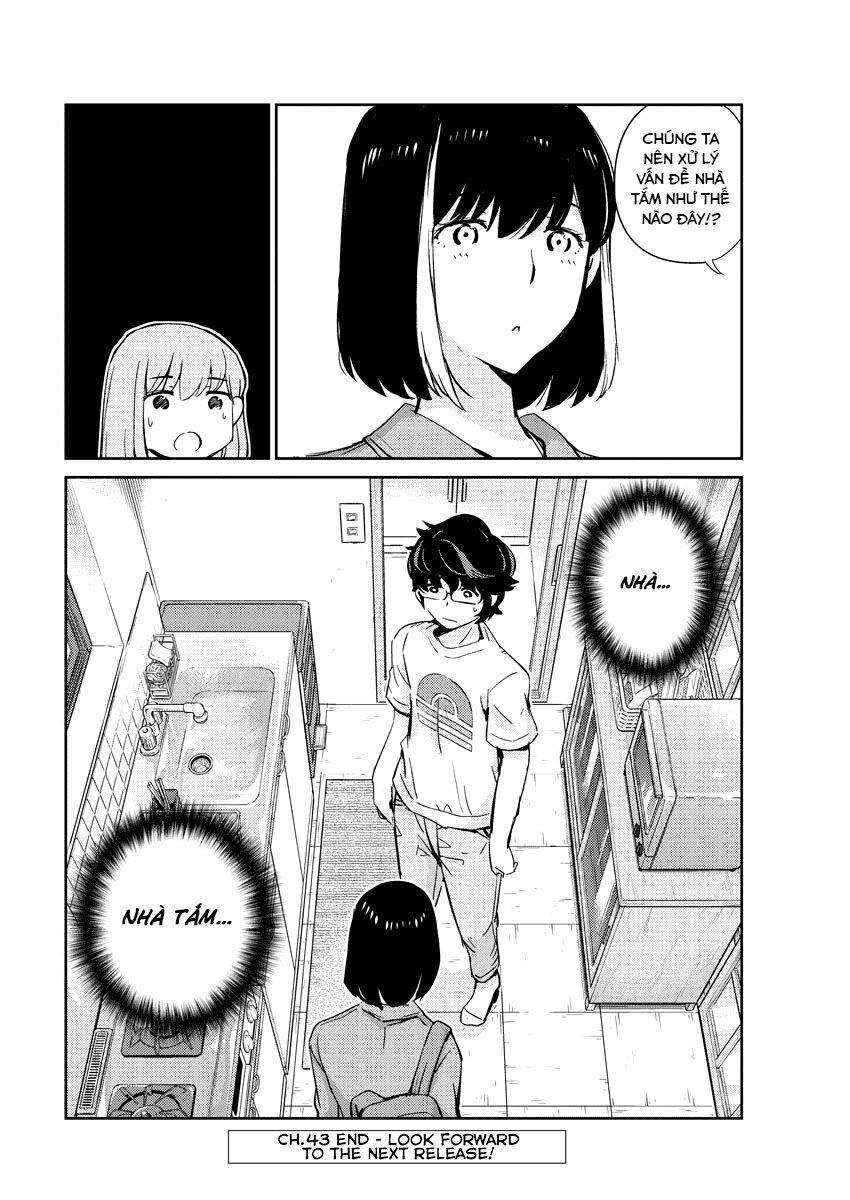 CHÚNG TA
NÊN XỬ LÝ
VẤN ĐỀ NHÀ
TẮM NHƯ THẾ
NÀO ĐÂY!?
NHÀ...
NHÀ TẮM...
CH.43 END - LOOK FORWARD
TO THE NEXT RELEASE!